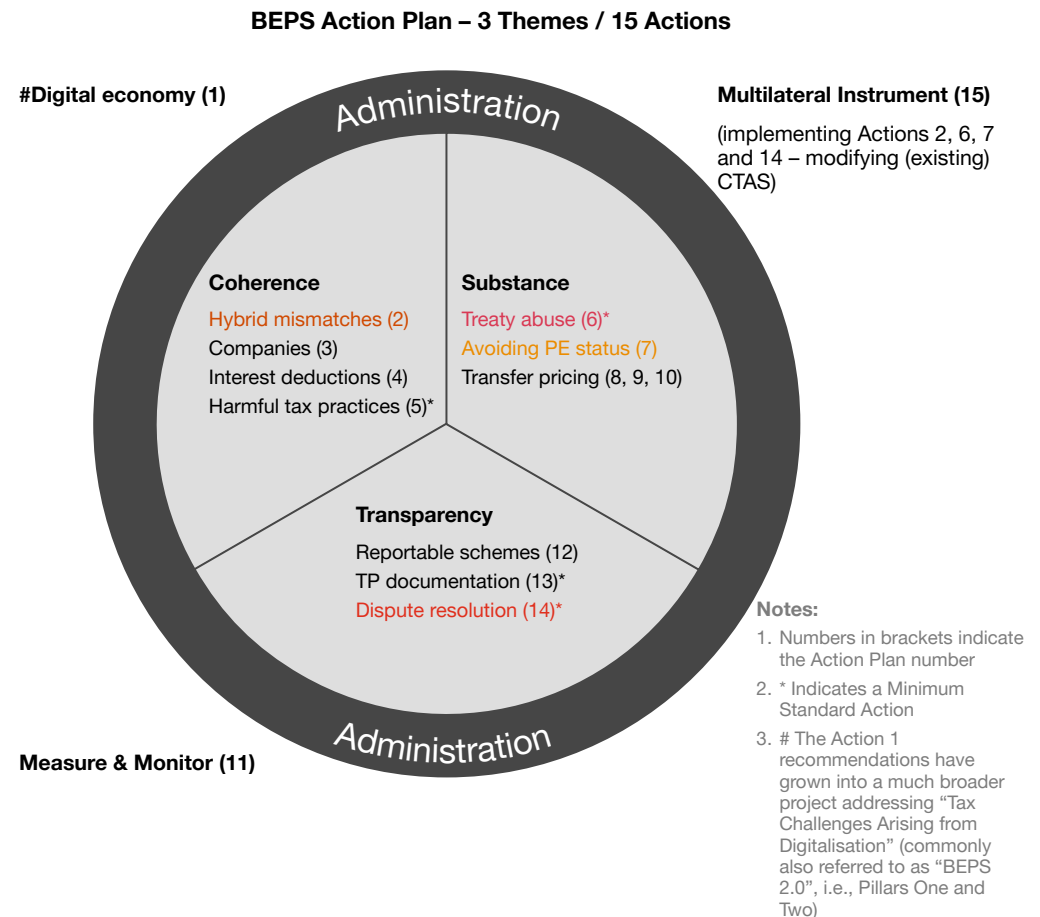 BEPS Action Plan – 3 Themes / 15 Actions
#Digital economy (1)
Administration
Multilateral Instrument (15)
(implementing Actions 2, 6, 7
and 14 – modifying (existing)
CTAS)
Coherence
Hybrid mismatches (2)
Companies (3)
Interest deductions (4)
Harmful tax practices (5)*
Substance
Treaty abuse (6)*
Avoiding PE status (7)
Transfer pricing (8, 9, 10)
Transparency
Reportable schemes (12)
TP documentation (13)*
Dispute resolution (14)*
Administration
Measure & Monitor (11)
Notes:
1. Numbers in brackets indicate
the Action Plan number
2. * Indicates a Minimum
Standard Action
3. # The Action 1
recommendations have
grown into a much broader
project addressing “Tax
Challenges Arising from
Digitalisation” (commonly
also referred to as “BEPS
2.0”, i.e., Pillars One and
Two)